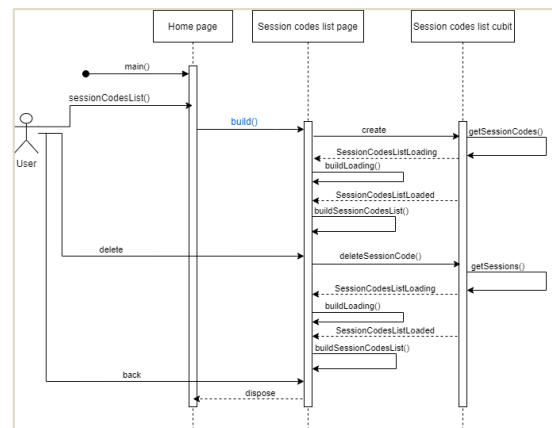 Home page
Session codes list page
Session codes list cubit
main()
sessionCodesList()
build()
create
getSessionCodes()
SessionCodesListLoading
buildLoading()
User
SessionCodesListLoaded
buildSessionCodesList()
delete
deleteSessionCode()
getSessions()
SessionCodesListLoading
buildLoading()
SessionCodesListLoaded
buildSessionCodesList()
back
dispose